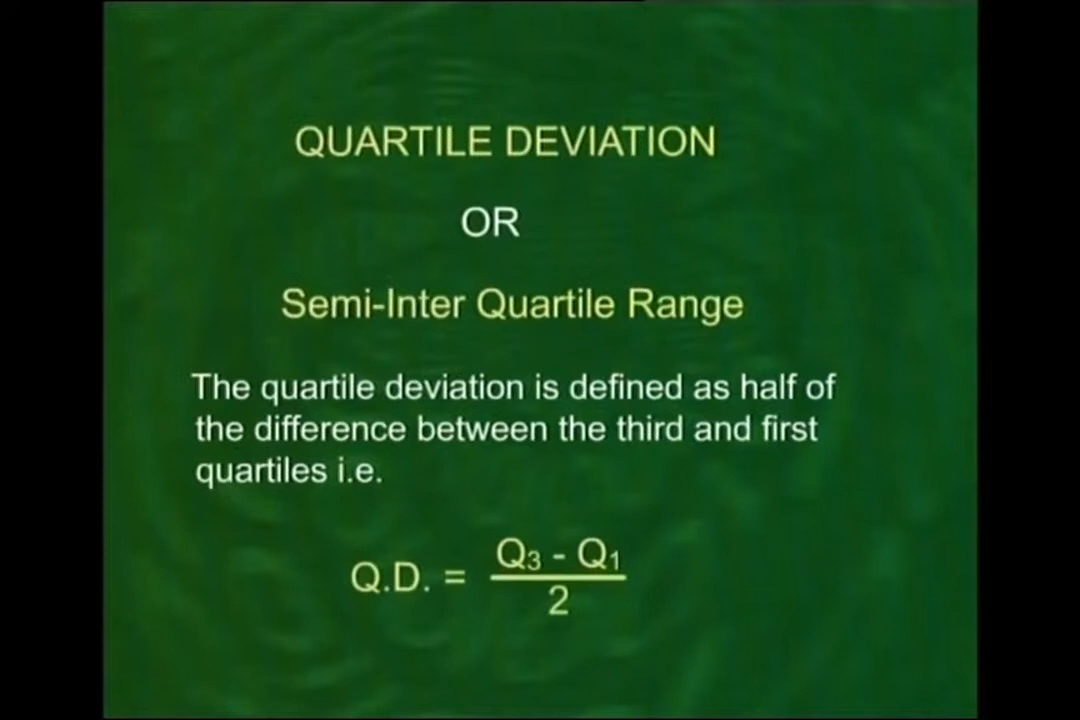 QUARTILE DEVIATION
OR
Semi-Inter Quartile Range
The quartile deviation is defined as half of
the difference between the third and first
quartiles i.e.
Q.D. = Q3 - Q1
2